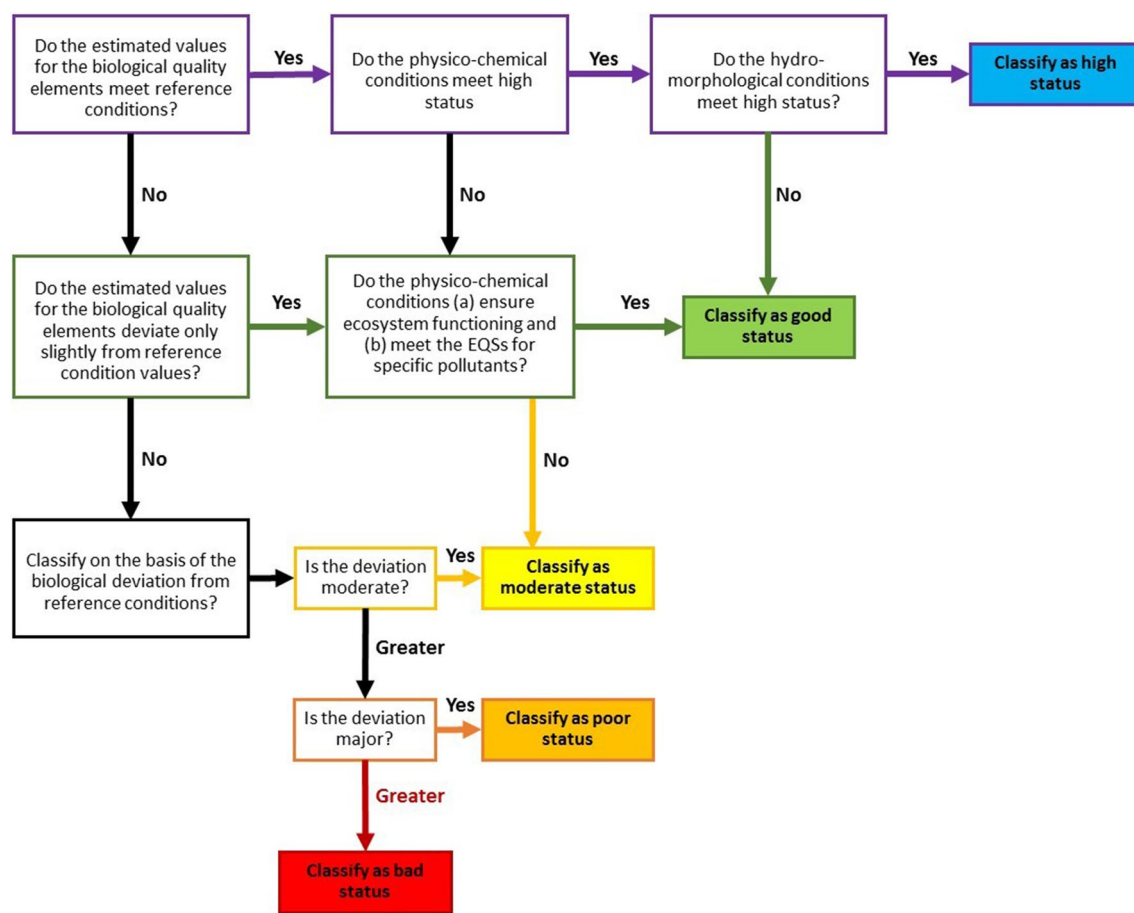 Do the estimated values
for the biological quality
elements meet reference
conditions?
Yes
Do the physico-chemical
conditions meet high
status
Yes
Do the hydro-
morphological conditions
meet high status?
Yes
Classify as high
status
No
No
No
Do the estimated values
for the biological quality
elements deviate only
slightly from reference
condition values?
Yes
Do the physico-chemical
conditions (a) ensure
ecosystem functioning and
(b) meet the EQSs for
specific pollutants?
Yes
Classify as good
status
No
No
Classify on the basis of the
biological deviation from
reference conditions?
Is the deviation
moderate?
Yes
Classify as
moderate status
Greater
Is the deviation
major?
Yes
Classify as poor
status
Greater
Classify as bad
status